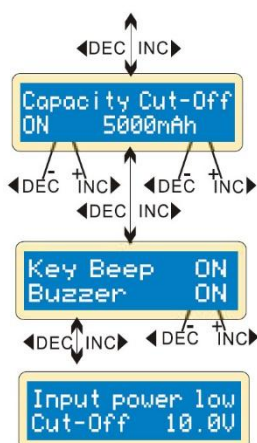 ◀DEC INC▶
Capacity Cut-Off
ON 5000mAh
- + - +
◀DEC INC▶ ◀DEC INC▶
◀DEC INC▶
Key Beep ON
Buzzer ON
- +
◀DEC INC▶ ◀DEC INC▶
Input power low
Cut-Off 10.0V